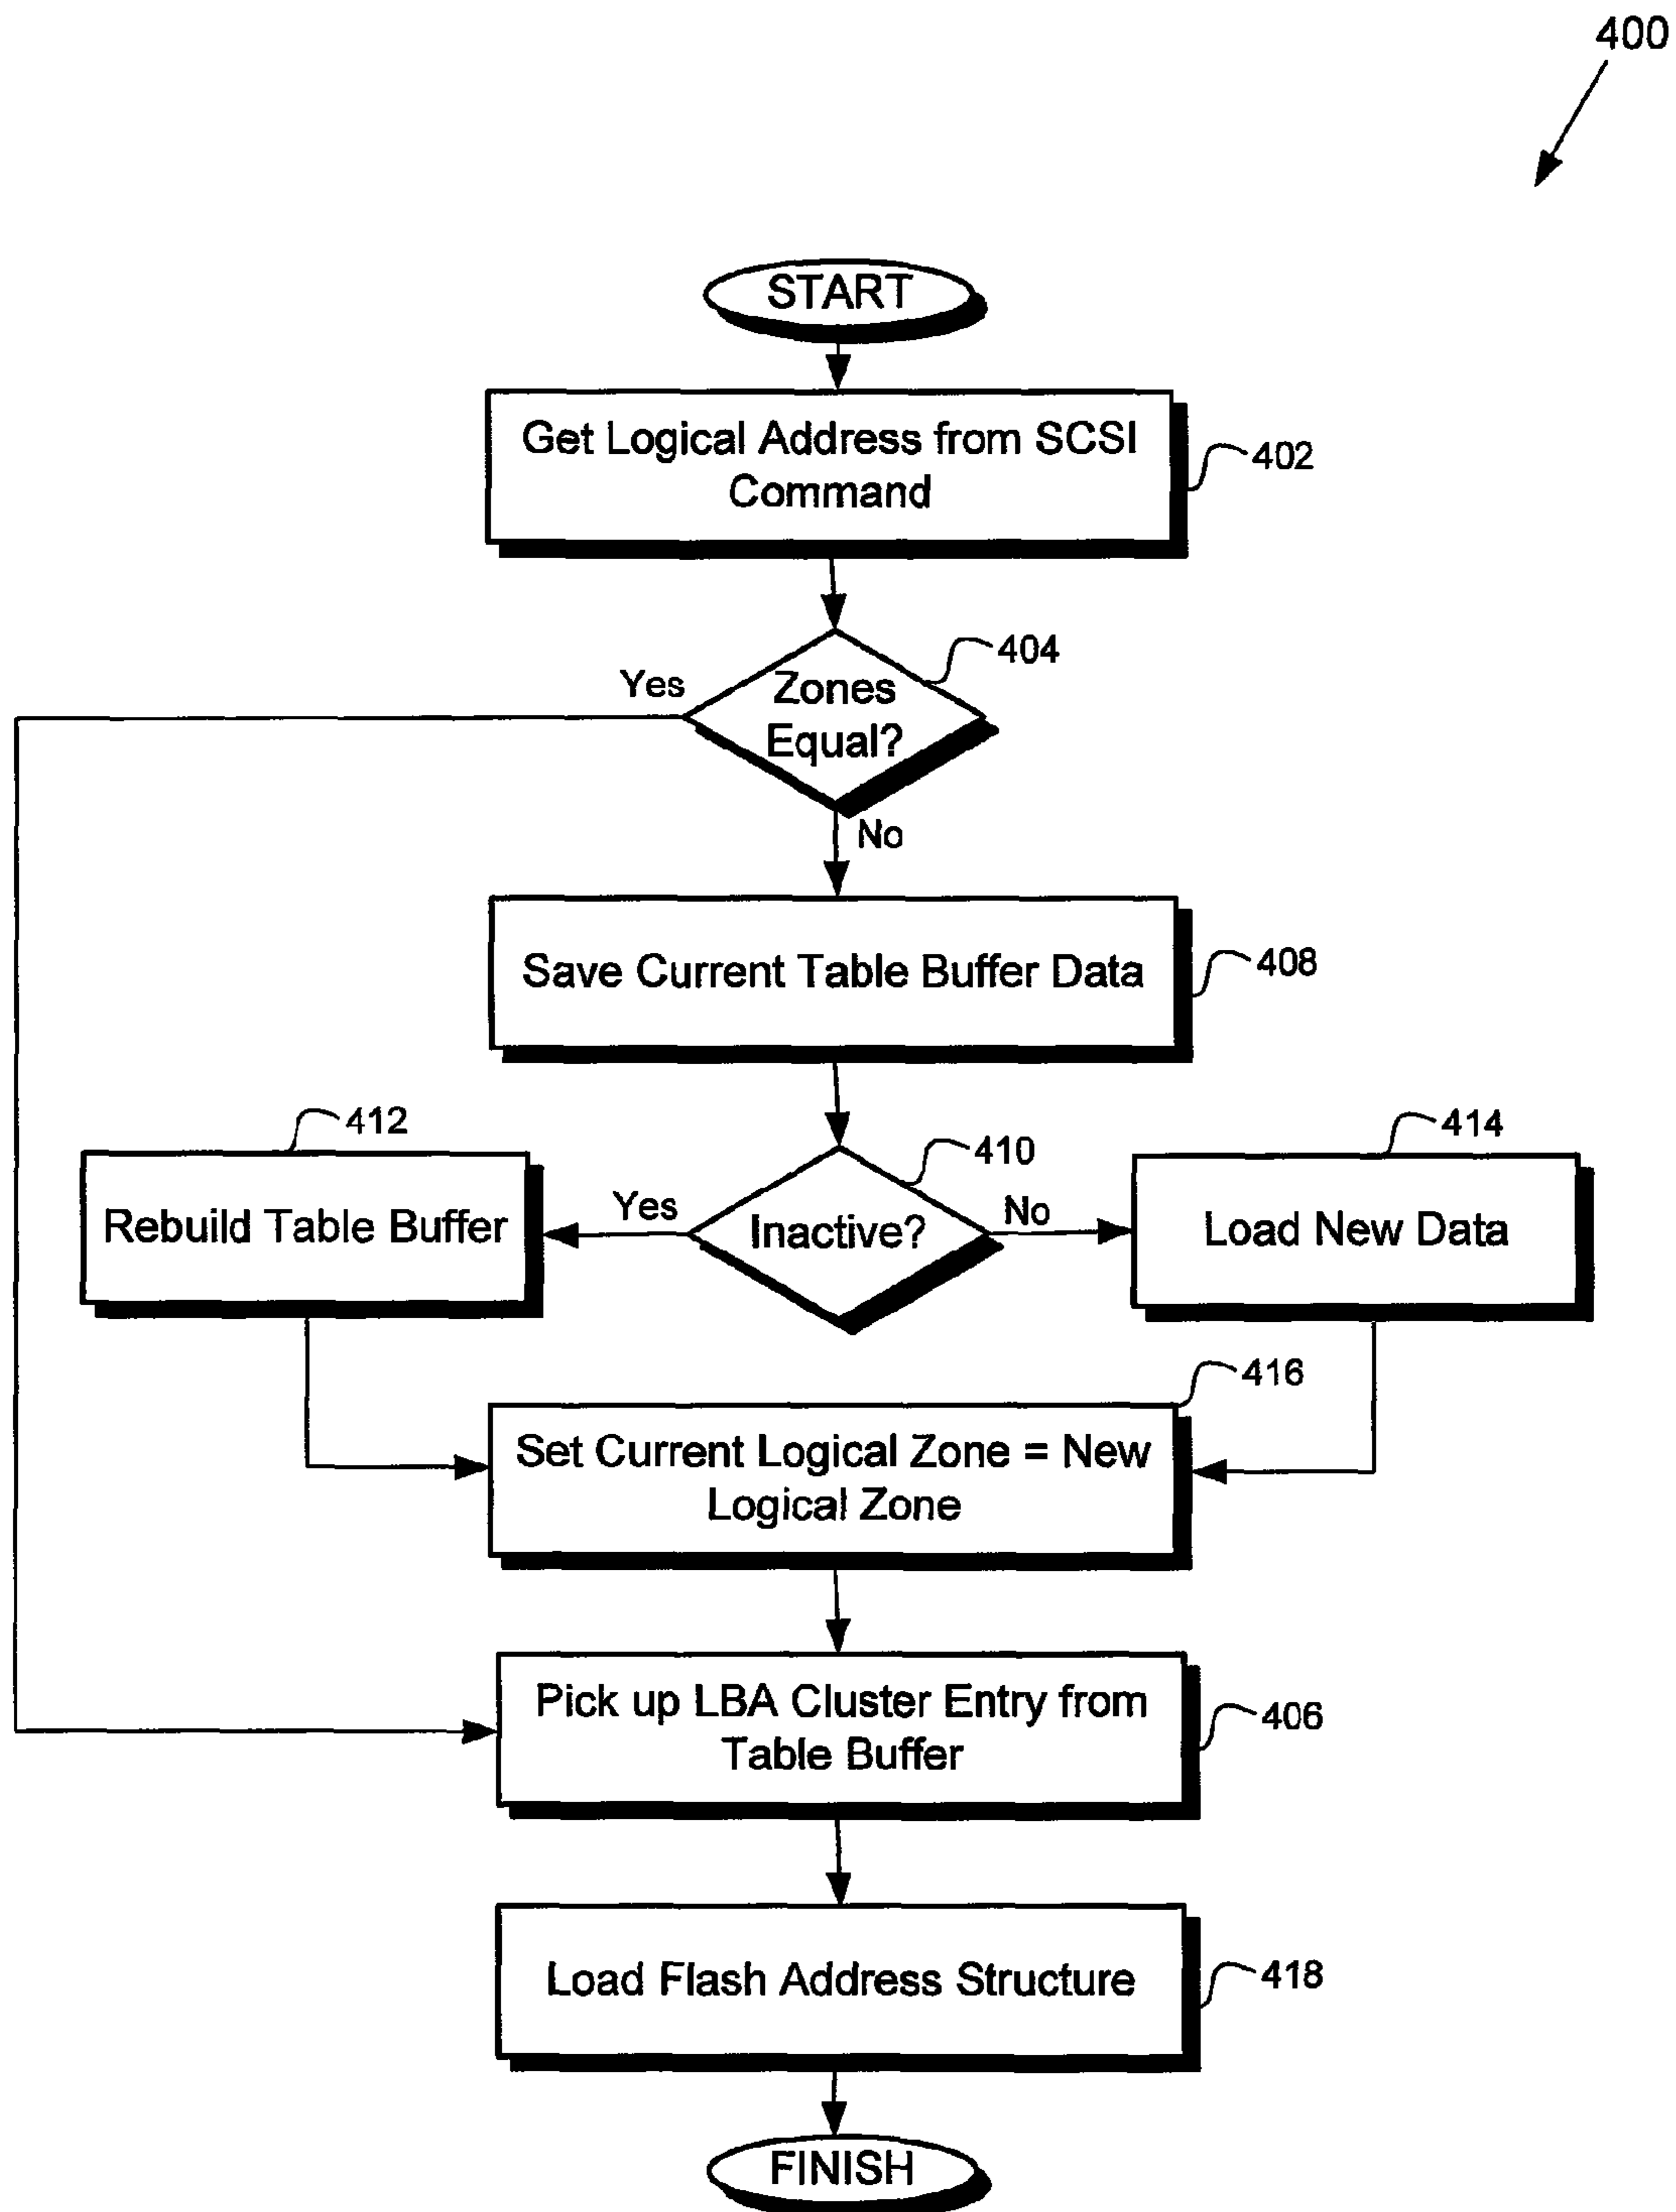 400
START
Get Logical Address from SCSI
Command
402
404
Yes
Zones
Equal?
No
Save Current Table Buffer Data
408
412
410
414
Rebuild Table Buffer
Yes
Inactive?
No
Load New Data
416
Set Current Logical Zone = New
Logical Zone
Pick up LBA Cluster Entry from
Table Buffer
406
Load Flash Address Structure
418
FINISH